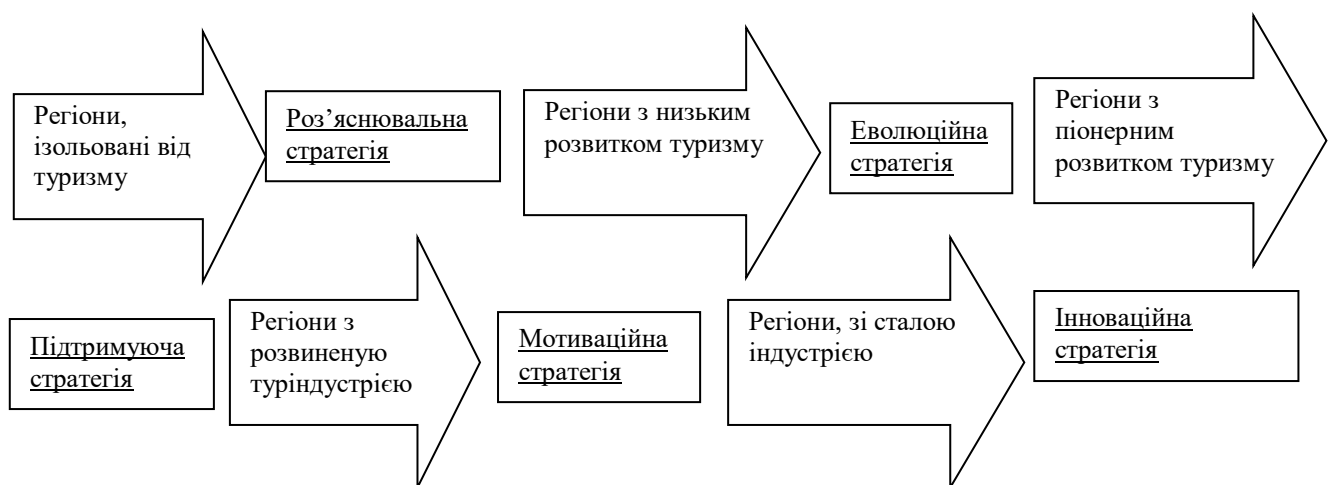 Регіони,
ізольовані від
туризму
Роз’яснювальна
стратегія
Регіони з низьким
розвитком туризму
Еволюційна
стратегія
Регіони з
піонерним
розвитком туризму
Підтримуюча
стратегія
Регіони з
розвиненую
туріндустрією
Мотиваційна
стратегія
Регіони, зі сталою
індустрією
Інноваційна
стратегія